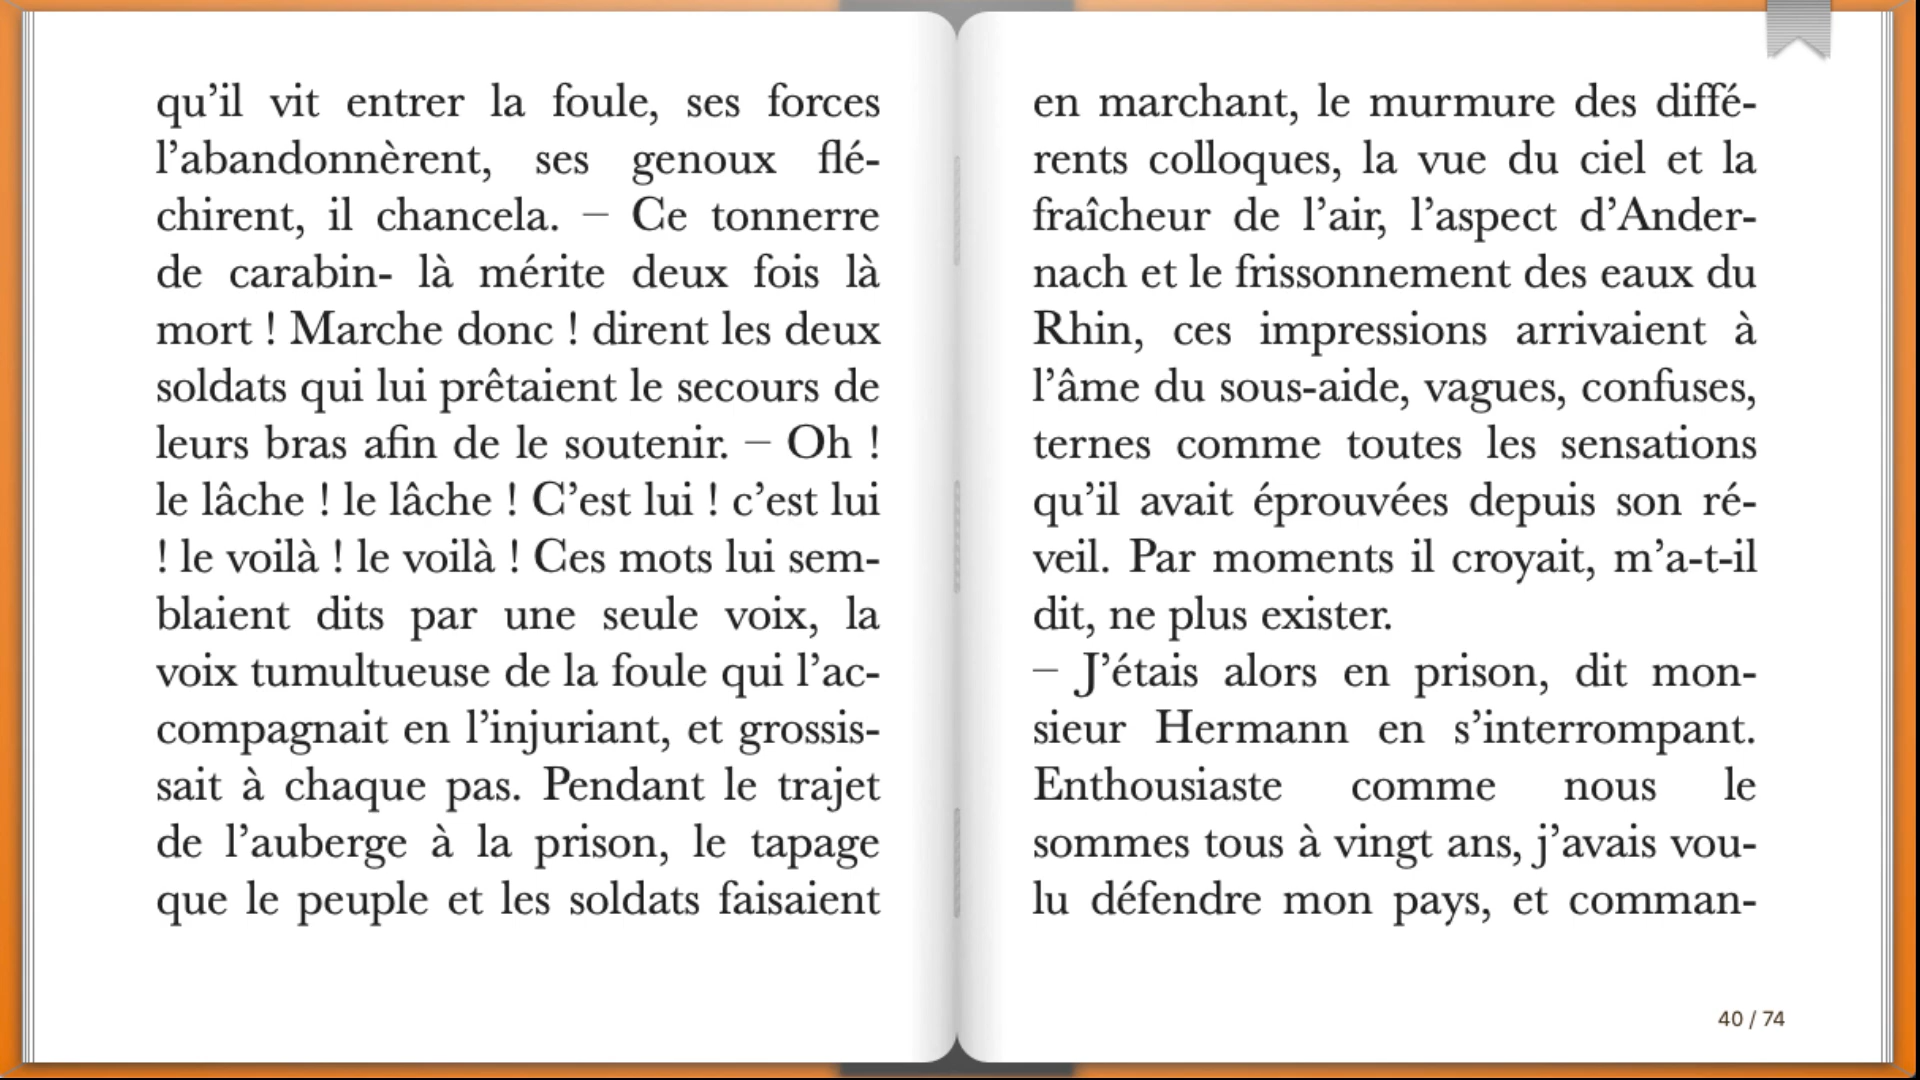 qu’il vit entrer la foule, ses forces
l’abandonnèrent, ses genoux flé-
chirent, il chancela. – Ce tonnerre
de carabin- là mérite deux fois là
mort ! Marche donc ! dirent les deux
soldats qui lui prêtaient le secours de
leurs bras afin de le soutenir. – Oh !
le lâche ! le lâche ! C’est lui ! c’est lui
! le voilà ! le voilà ! Ces mots lui sem-
blaient dits par une seule voix, la
voix tumultueuse de la foule qui l’ac-
compagnait en l’injuriant, et grossis-
sait à chaque pas. Pendant le trajet
de l’auberge à la prison, le tapage
que le peuple et les soldats faisaient
en marchant, le murmure des diffé-
rents colloques, la vue du ciel et la
fraîcheur de l’air, l’aspect d’Ander-
nach et le frissonnement des eaux du
Rhin, ces impressions arrivaient à
l’âme du sous-aide, vagues, confuses,
ternes comme toutes les sensations
qu’il avait éprouvées depuis son ré-
veil. Par moments il croyait, m’a-t-il
dit, ne plus exister.
– J’étais alors en prison, dit mon-
sieur Hermann en s’interrompant.
Enthousiaste comme nous le
sommes tous à vingt ans, j’avais vou-
lu défendre mon pays, et comman-
40 / 74